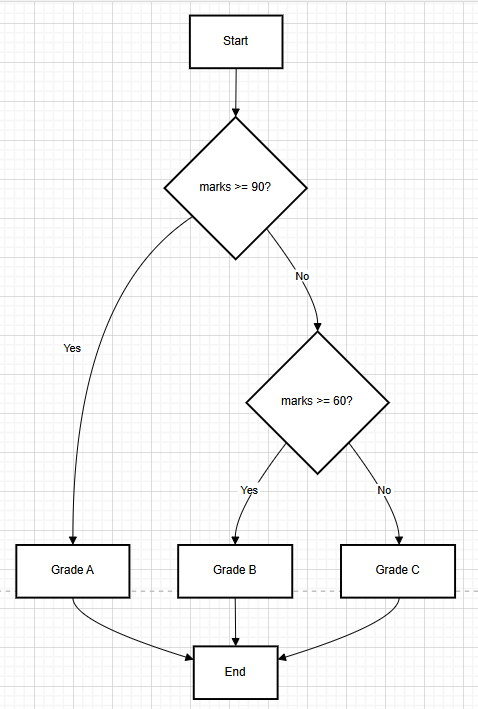 Start
marks >= 90?
No
Yes
marks >= 60?
Yes
No
Grade A
Grade B
Grade C
End